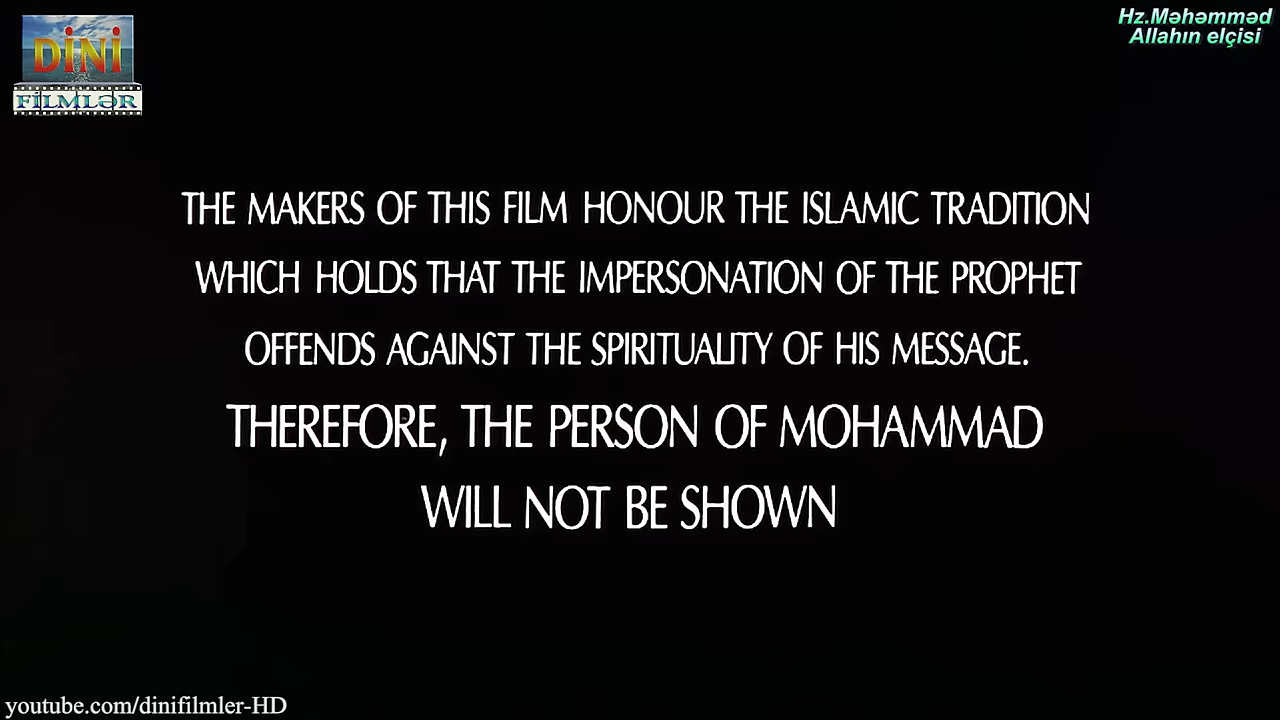 DİNİ
FİLMLƏR
Hz.Məhəmməd
Allahın elçisi
THE MAKERS OF THIS FILM HONOUR THE ISLAMIC TRADITION
WHICH HOLDS THAT THE IMPERSONATION OF THE PROPHET
OFFENDS AGAINST THE SPIRITUALITY OF HIS MESSAGE.
THEREFORE, THE PERSON OF MOHAMMAD
WILL NOT BE SHOWN
youtube.com/dinifilmler-HD